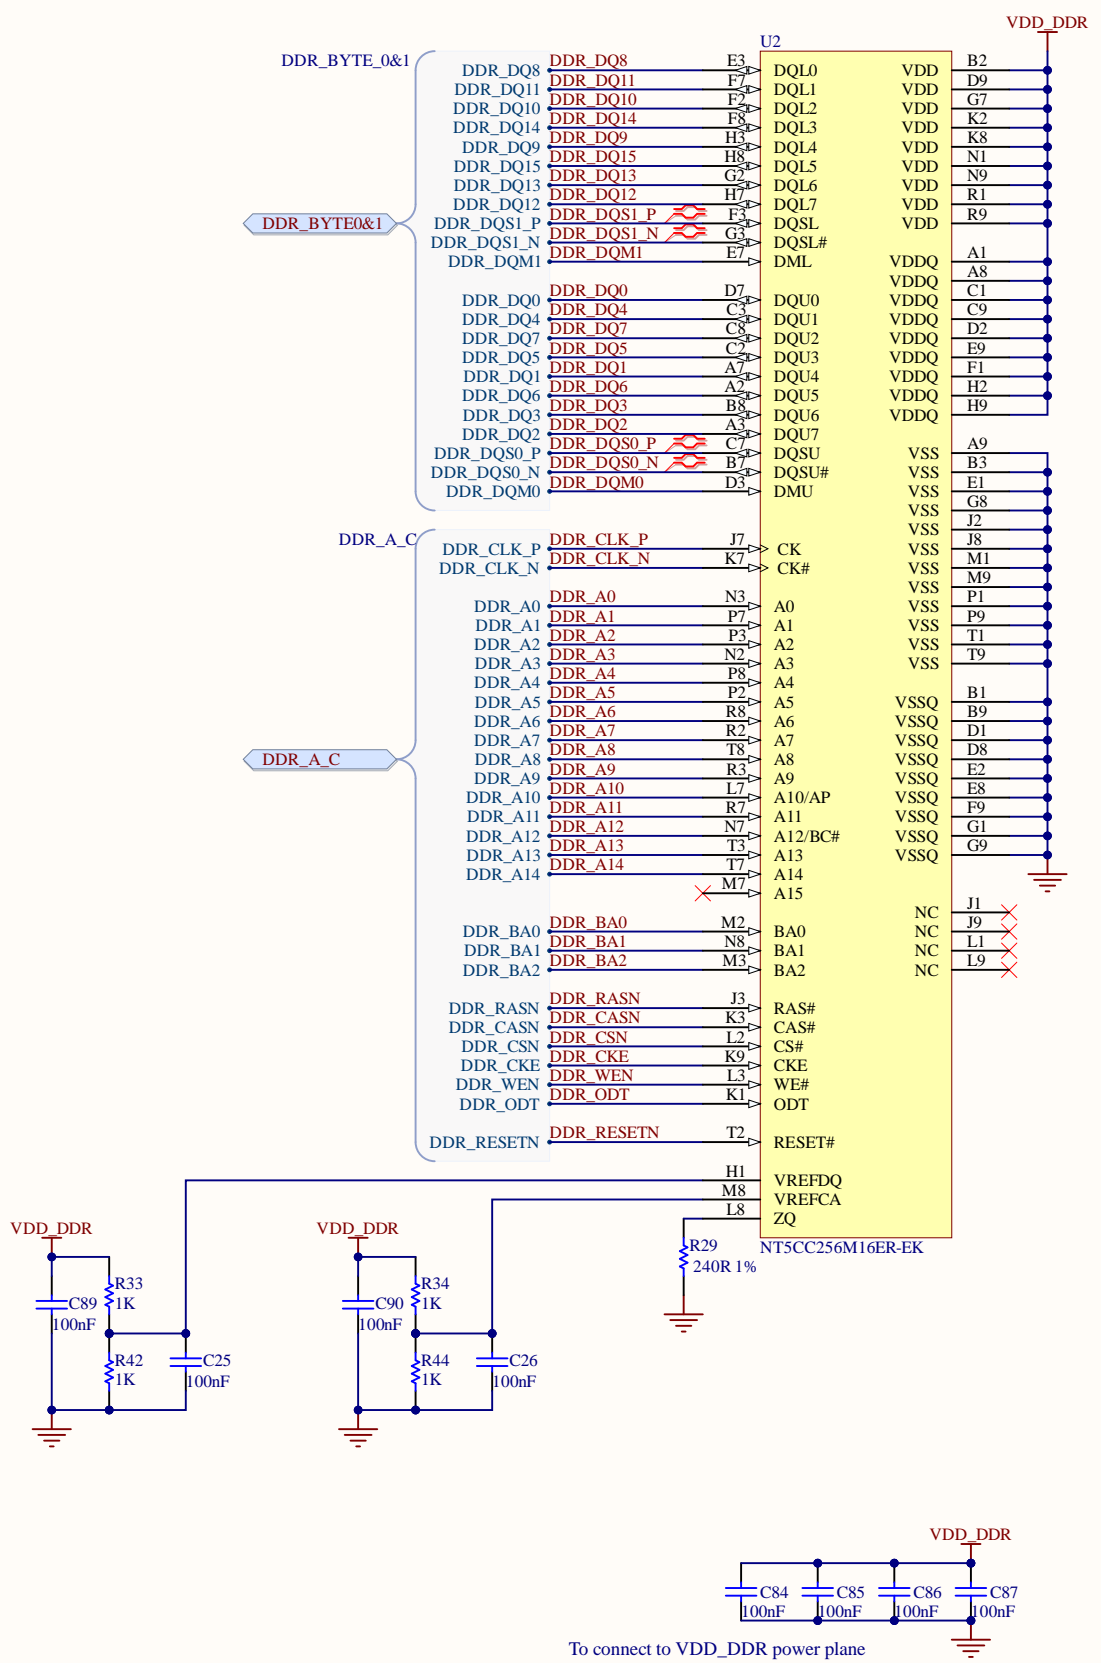 VDD_DDR
U2
DDR_BYTE_0&1
DDR_BYTE0&1
DDR_DQ8 DDR_DQ8 E3 DQL0 VDD B2
DDR_DQ11 DDR_DQ11 F7 DQL1 VDD D9
DDR_DQ10 DDR_DQ10 F2 DQL2 VDD G7
DDR_DQ14 DDR_DQ14 F8 DQL3 VDD K2
DDR_DQ9 DDR_DQ9 H3 DQL4 VDD K8
DDR_DQ15 DDR_DQ15 H8 DQL5 VDD N1
DDR_DQ13 DDR_DQ13 G2 DQL6 VDD N9
DDR_DQ12 DDR_DQ12 H7 DQL7 VDD R1
DDR_DQS1_P DDR_DQS1_P F3 DQSL VDD R9
DDR_DQS1_N DDR_DQS1_N G3 DQSL#
DDR_DQM1 DDR_DQM1 E7 DML VDDQ A1
VDDQ A8
DDR_DQ0 DDR_DQ0 D7 DQU0 VDDQ C1
DDR_DQ4 DDR_DQ4 C3 DQU1 VDDQ C9
DDR_DQ7 DDR_DQ7 C8 DQU2 VDDQ D2
DDR_DQ5 DDR_DQ5 C2 DQU3 VDDQ E9
DDR_DQ1 DDR_DQ1 A7 DQU4 VDDQ F1
DDR_DQ6 DDR_DQ6 A2 DQU5 VDDQ H2
DDR_DQ3 DDR_DQ3 B8 DQU6 VDDQ H9
DDR_DQ2 DDR_DQ2 A3 DQU7
DDR_DQS0_P DDR_DQS0_P C7 DQSU VSS A9
DDR_DQS0_N DDR_DQS0_N B7 DQSU# VSS B3
DDR_DQM0 DDR_DQM0 D3 DMU VSS E1
VSS G8
VSS J2
DDR_A_C
DDR_CLK_P DDR_CLK_P J7 CK VSS J8
DDR_CLK_N DDR_CLK_N K7 CK# VSS M1
VSS M9
DDR_A0 DDR_A0 N3 A0 VSS P1
DDR_A1 DDR_A1 P7 A1 VSS P9
DDR_A2 DDR_A2 P3 A2 VSS T1
DDR_A3 DDR_A3 N2 A3 VSS T9
DDR_A4 DDR_A4 P8 A4
DDR_A5 DDR_A5 P2 A5 VSSQ B1
DDR_A6 DDR_A6 R8 A6 VSSQ B9
DDR_A7 DDR_A7 R2 A7 VSSQ D1
DDR_A_C
DDR_A8 DDR_A8 T8 A8 VSSQ D8
DDR_A9 DDR_A9 R3 A9 VSSQ E2
DDR_A10 DDR_A10 L7 A10/AP VSSQ E8
DDR_A11 DDR_A11 R7 A11 VSSQ F9
DDR_A12 DDR_A12 N7 A12/BC# VSSQ G1
DDR_A13 DDR_A13 T3 A13 VSSQ G9
DDR_A14 DDR_A14 T7 A14
M7 A15
NC J1
DDR_BA0 DDR_BA0 M2 BA0 NC J9
DDR_BA1 DDR_BA1 N8 BA1 NC L1
DDR_BA2 DDR_BA2 M3 BA2 NC L9
DDR_RASN DDR_RASN J3 RAS#
DDR_CASN DDR_CASN K3 CAS#
DDR_CSN DDR_CSN L2 CS#
DDR_CKE DDR_CKE K9 CKE
DDR_WEN DDR_WEN L3 WE#
DDR_ODT DDR_ODT K1 ODT
DDR_RESETN DDR_RESETN T2 RESET#
H1 VREFDQ
M8 VREFCA
L8 ZQ
NT5CC256M16ER-EK
R29
240R 1%
VDD_DDR
R33
1K
C89
100nF
R42
1K
C25
100nF
VDD_DDR
R34
1K
C90
100nF
R44
1K
C26
100nF
VDD_DDR
C84 C85 C86 C87
100nF 100nF 100nF 100nF
To connect to VDD_DDR power plane